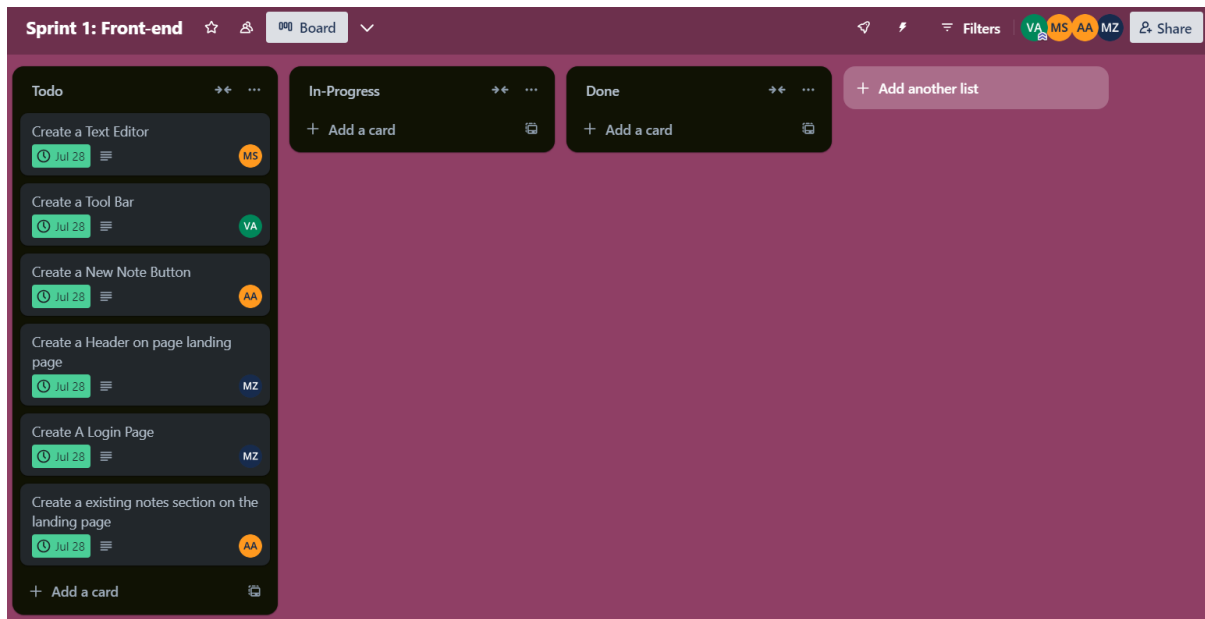 Sprint 1: Front-end Board Filters VA MS AA MZ Share
Todo
Create a Text Editor
Jul 28 MS
Create a Tool Bar
Jul 28 VA
Create a New Note Button
Jul 28 AA
Create a Header on page landing
page
Jul 28 MZ
Create A Login Page
Jul 28 MZ
Create a existing notes section on the
landing page
Jul 28 AA
+ Add a card
In-Progress
+ Add a card
Done
+ Add a card
+ Add another list